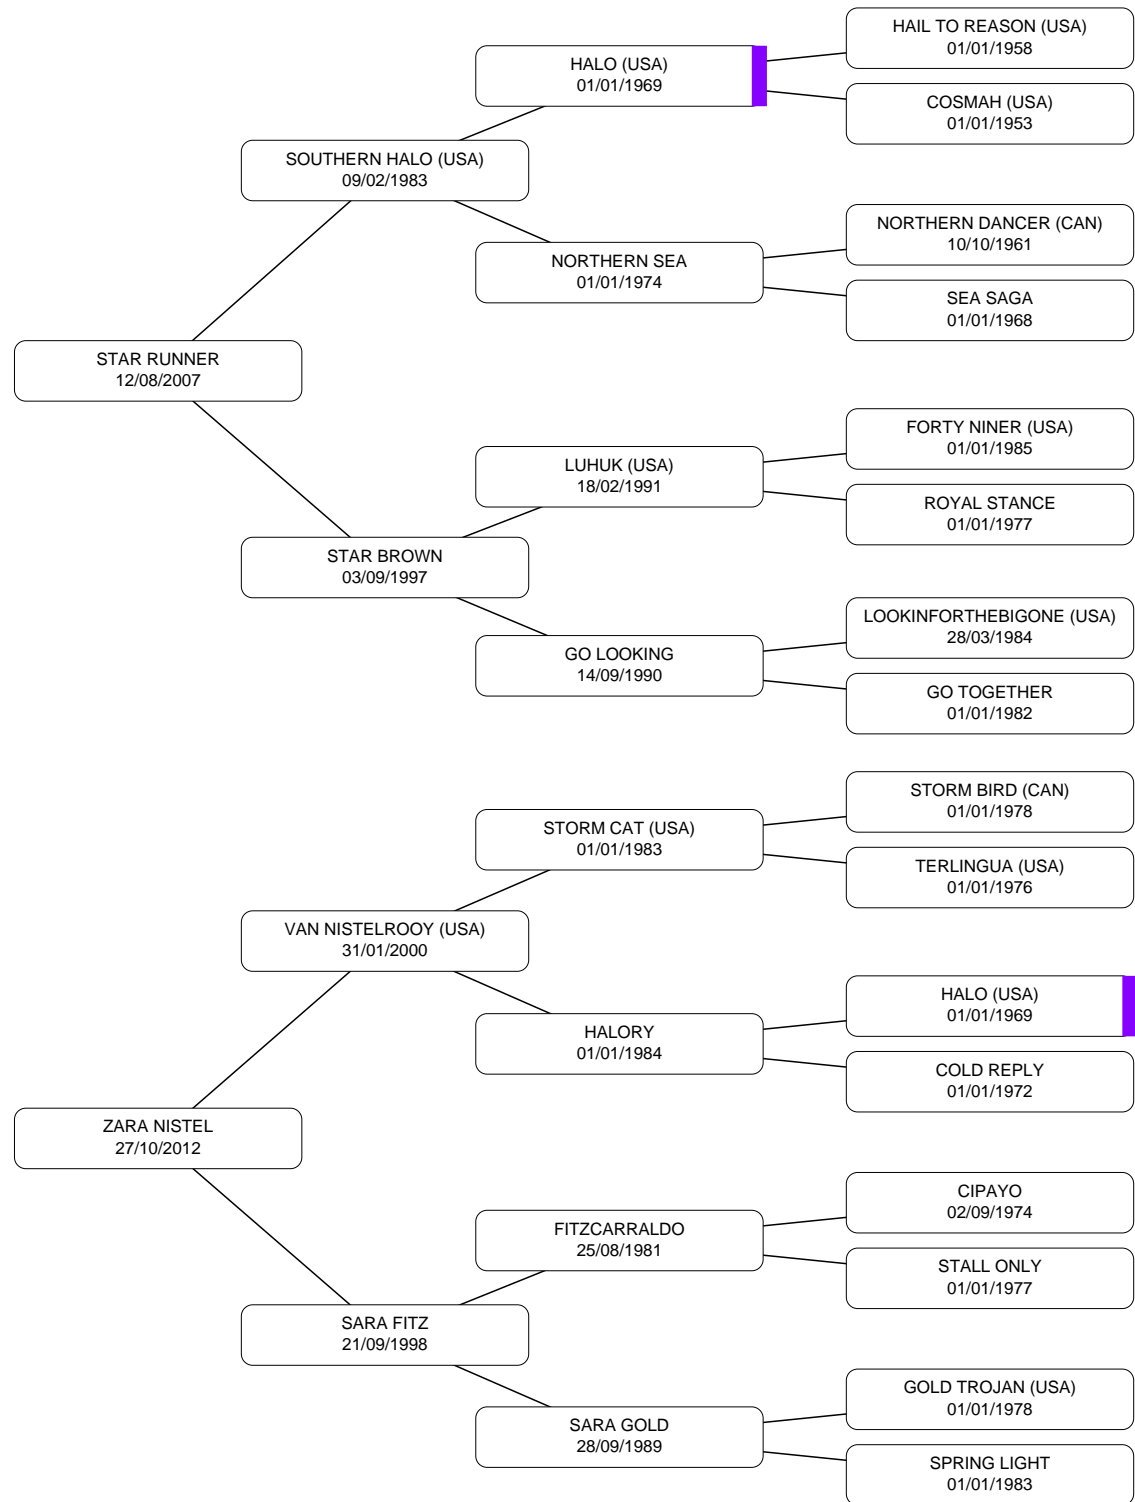 HAIL TO REASON (USA)
01/01/1958
HALO (USA)
01/01/1969
COSMAH (USA)
01/01/1953
SOUTHERN HALO (USA)
09/02/1983
NORTHERN DANCER (CAN)
10/10/1961
NORTHERN SEA
01/01/1974
SEA SAGA
01/01/1968
STAR RUNNER
12/08/2007
FORTY NINER (USA)
01/01/1985
LUHUK (USA)
18/02/1991
ROYAL STANCE
01/01/1977
STAR BROWN
03/09/1997
LOOKINFORTHEBIGONE (USA)
28/03/1984
GO LOOKING
14/09/1990
GO TOGETHER
01/01/1982
STORM BIRD (CAN)
01/01/1978
STORM CAT (USA)
01/01/1983
TERLINGUA (USA)
01/01/1976
VAN NISTELROOY (USA)
31/01/2000
HALO (USA)
01/01/1969
HALORY
01/01/1984
COLD REPLY
01/01/1972
ZARA NISTEL
27/10/2012
CIPAYO
02/09/1974
FITZCARRALDO
25/08/1981
STALL ONLY
01/01/1977
SARA FITZ
21/09/1998
GOLD TROJAN (USA)
01/01/1978
SARA GOLD
28/09/1989
SPRING LIGHT
01/01/1983